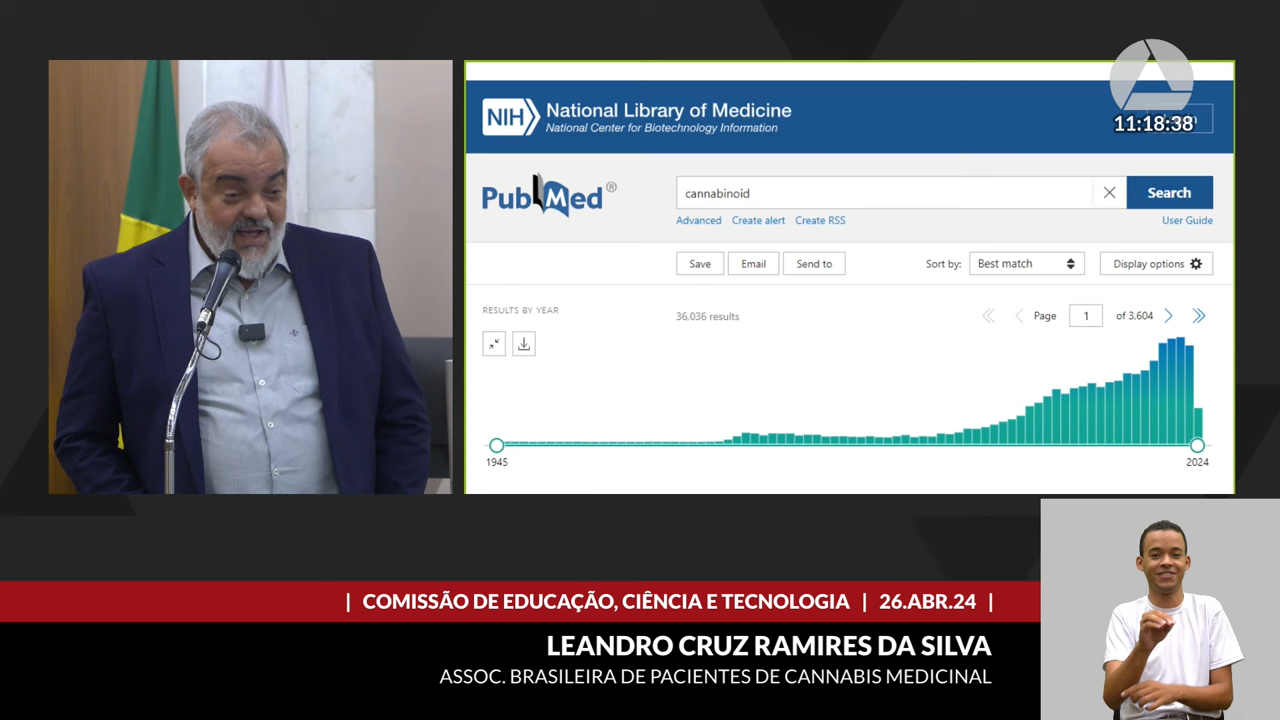 NIH
National Library of Medicine
National Center for Biotechnology Information
11:18:38
PubMed®
cannabinoid
Search
Advanced
Create alert
Create RSS
User Guide
Save
Email
Send to
Sort by:
Best match
Display options
RESULTS BY YEAR
36,036 results
Page
1
of 3,604
1945
2024
| COMISSÃO DE EDUCAÇÃO, CIÊNCIA E TECNOLOGIA | 26.ABR.24 |
LEANDRO CRUZ RAMIRES DA SILVA
ASSOC. BRASILEIRA DE PACIENTES DE CANNABIS MEDICINAL